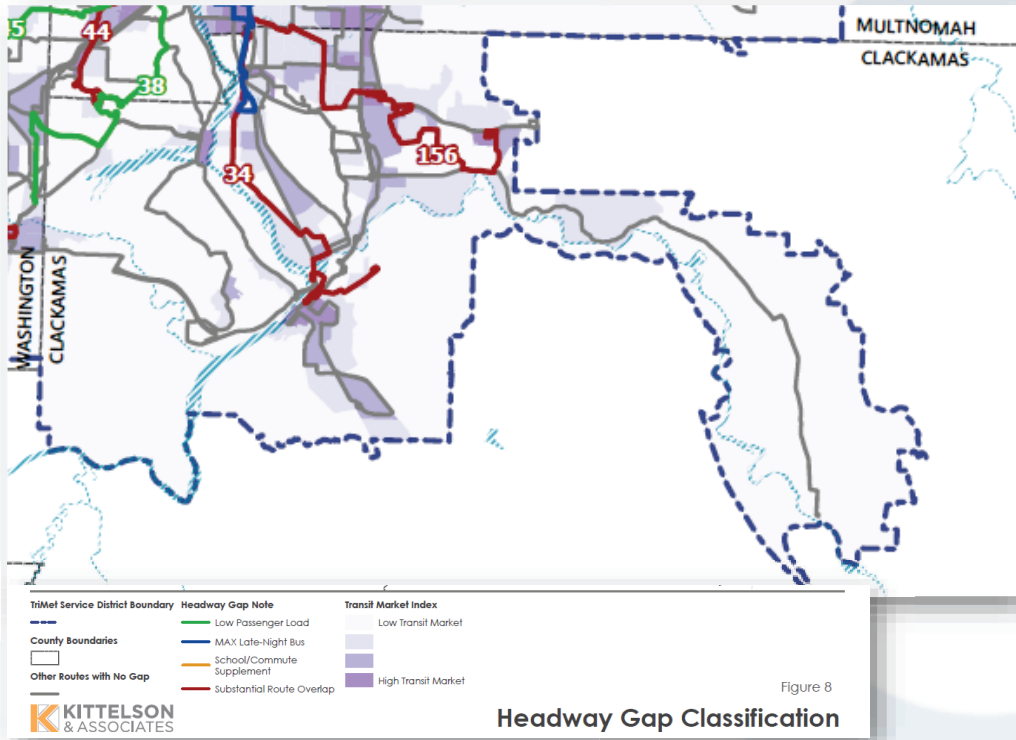 MULTNOMAH
CLACKAMAS
44
38
156
34
WASHINGTON
CLACKAMAS
TriMet Service District Boundary
County Boundaries
Other Routes with No Gap
Headway Gap Note
Low Passenger Load
MAX Late-Night Bus
School/Commute
Supplement
Substantial Route Overlap
Transit Market Index
Low Transit Market
High Transit Market
KITTELSON
& ASSOCIATES
Figure 8
Headway Gap Classification